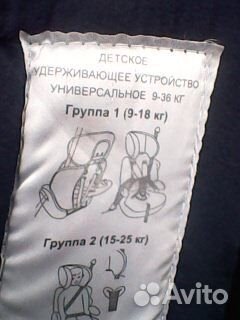 ДЕТСКОЕ
УДЕРЖИВАЮЩЕЕ УСТРОЙСТВО
УНИВЕРСАЛЬНОЕ 9-36 КГ
Группа 1 (9-18 кг)
Группа 2 (15-25 кг)
Avito